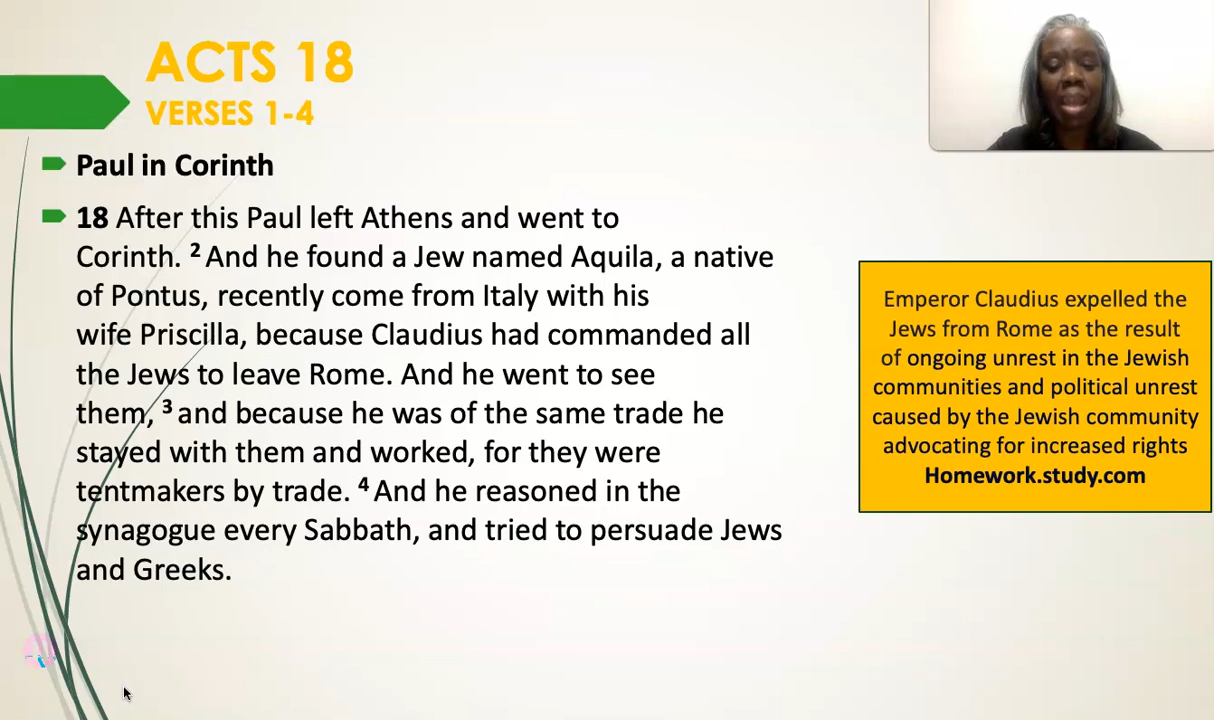 ACTS 18
VERSES 1-4
Paul in Corinth
18 After this Paul left Athens and went to
Corinth. 2 And he found a Jew named Aquila, a native
of Pontus, recently come from Italy with his
wife Priscilla, because Claudius had commanded all
the Jews to leave Rome. And he went to see
them, 3 and because he was of the same trade he
stayed with them and worked, for they were
tentmakers by trade. 4 And he reasoned in the
synagogue every Sabbath, and tried to persuade Jews
and Greeks.
Emperor Claudius expelled the
Jews from Rome as the result
of ongoing unrest in the Jewish
communities and political unrest
caused by the Jewish community
advocating for increased rights
Homework.study.com